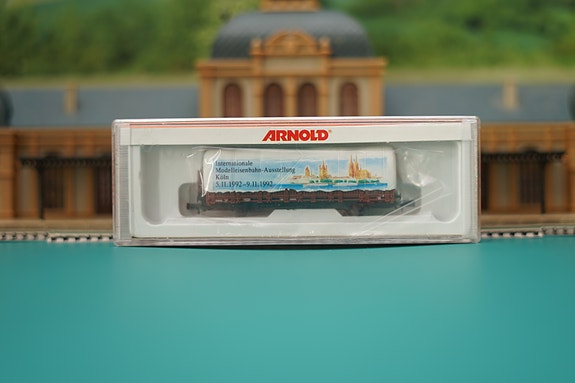 ARNOLD®
Internationale
Modelleisenbahn-Ausstellung
Köln
5.11.1992-9.11.1992